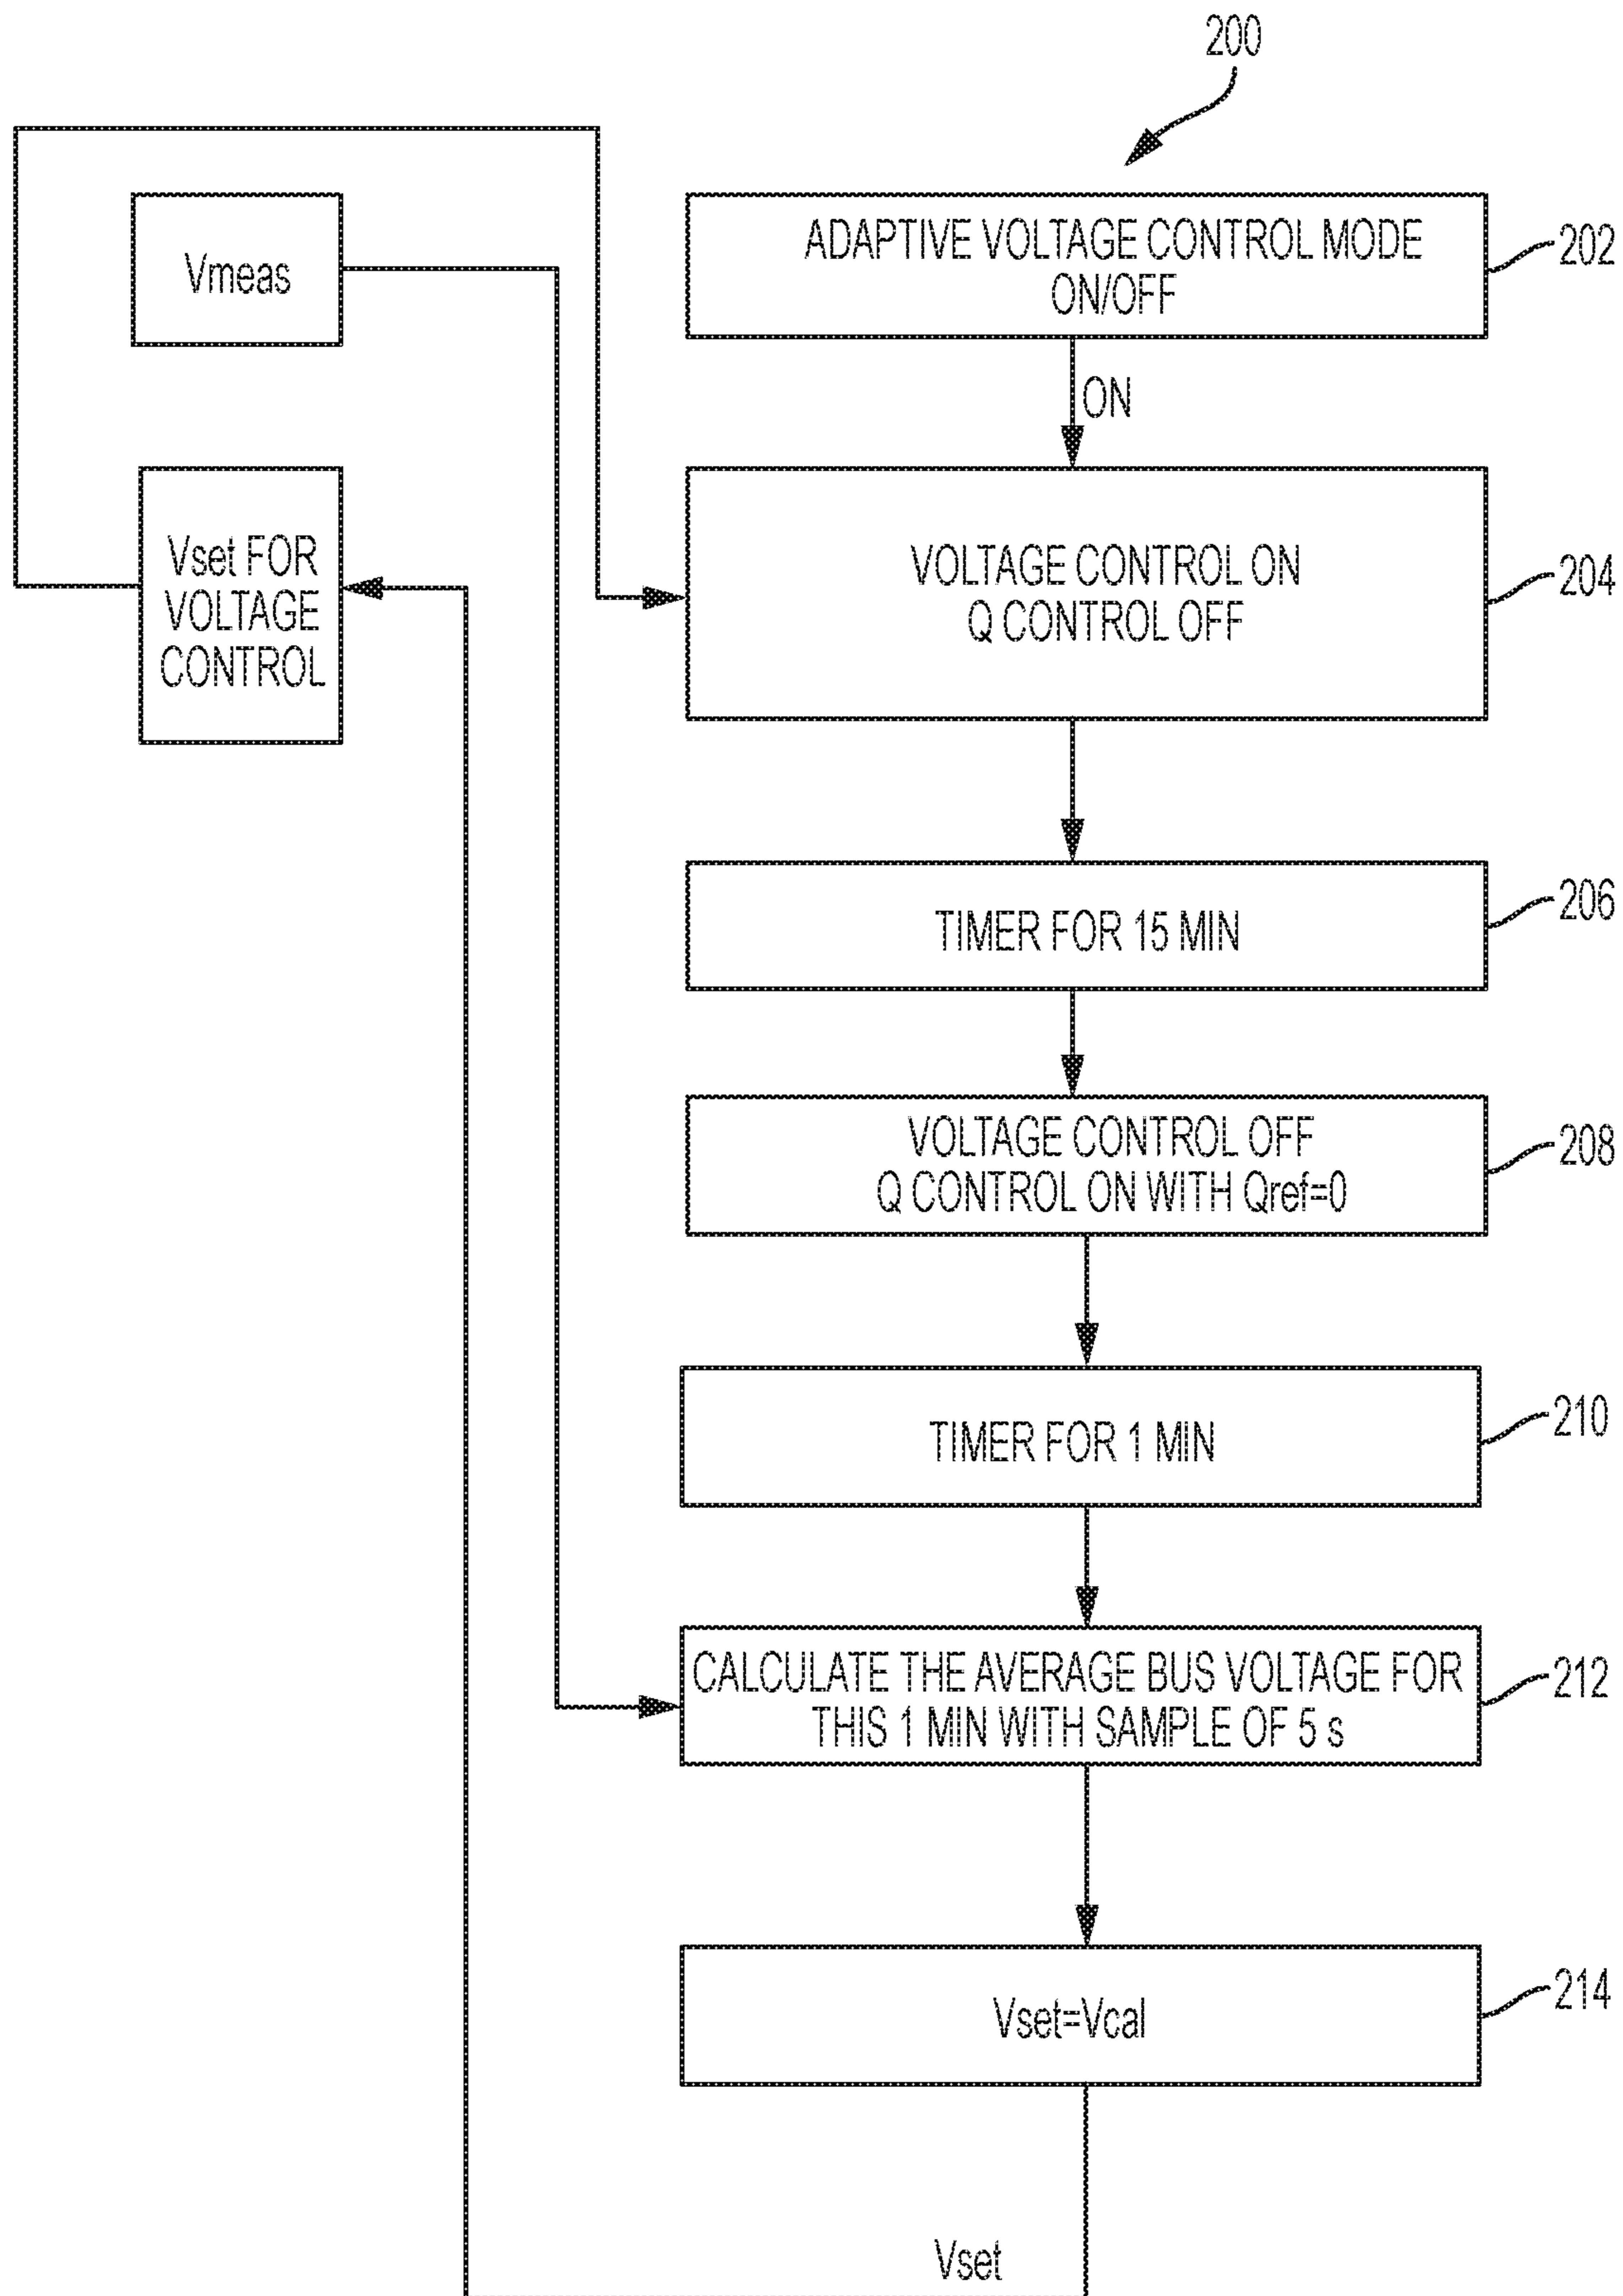 200
Vmeas
ADAPTIVE VOLTAGE CONTROL MODE
ON/OFF
202
ON
Vset FOR
VOLTAGE
CONTROL
VOLTAGE CONTROL ON
Q CONTROL OFF
204
TIMER FOR 15 MIN
206
VOLTAGE CONTROL OFF
Q CONTROL ON WITH Qref=0
208
TIMER FOR 1 MIN
210
CALCULATE THE AVERAGE BUS VOLTAGE FOR
THIS 1 MIN WITH SAMPLE OF 5 s
212
Vset=Vcal
214
Vset